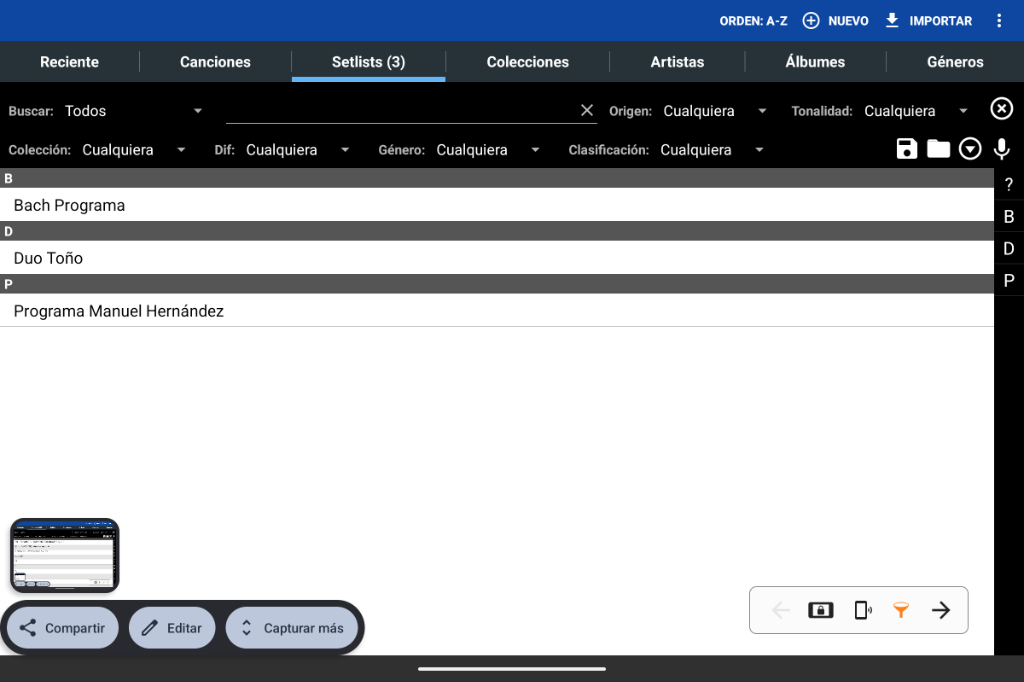 ORDEN: A-Z NUEVO IMPORTAR
Reciente Canciones Setlists (3) Colecciones Artistas Álbumes Géneros
Buscar: Todos Origen: Cualquiera Tonalidad: Cualquiera
Colección: Cualquiera Dif: Cualquiera Género: Cualquiera Clasificación: Cualquiera
B
Bach Programa
D
Duo Toño
P
Programa Manuel Hernández
?
B
D
P
Compartir Editar Capturar más